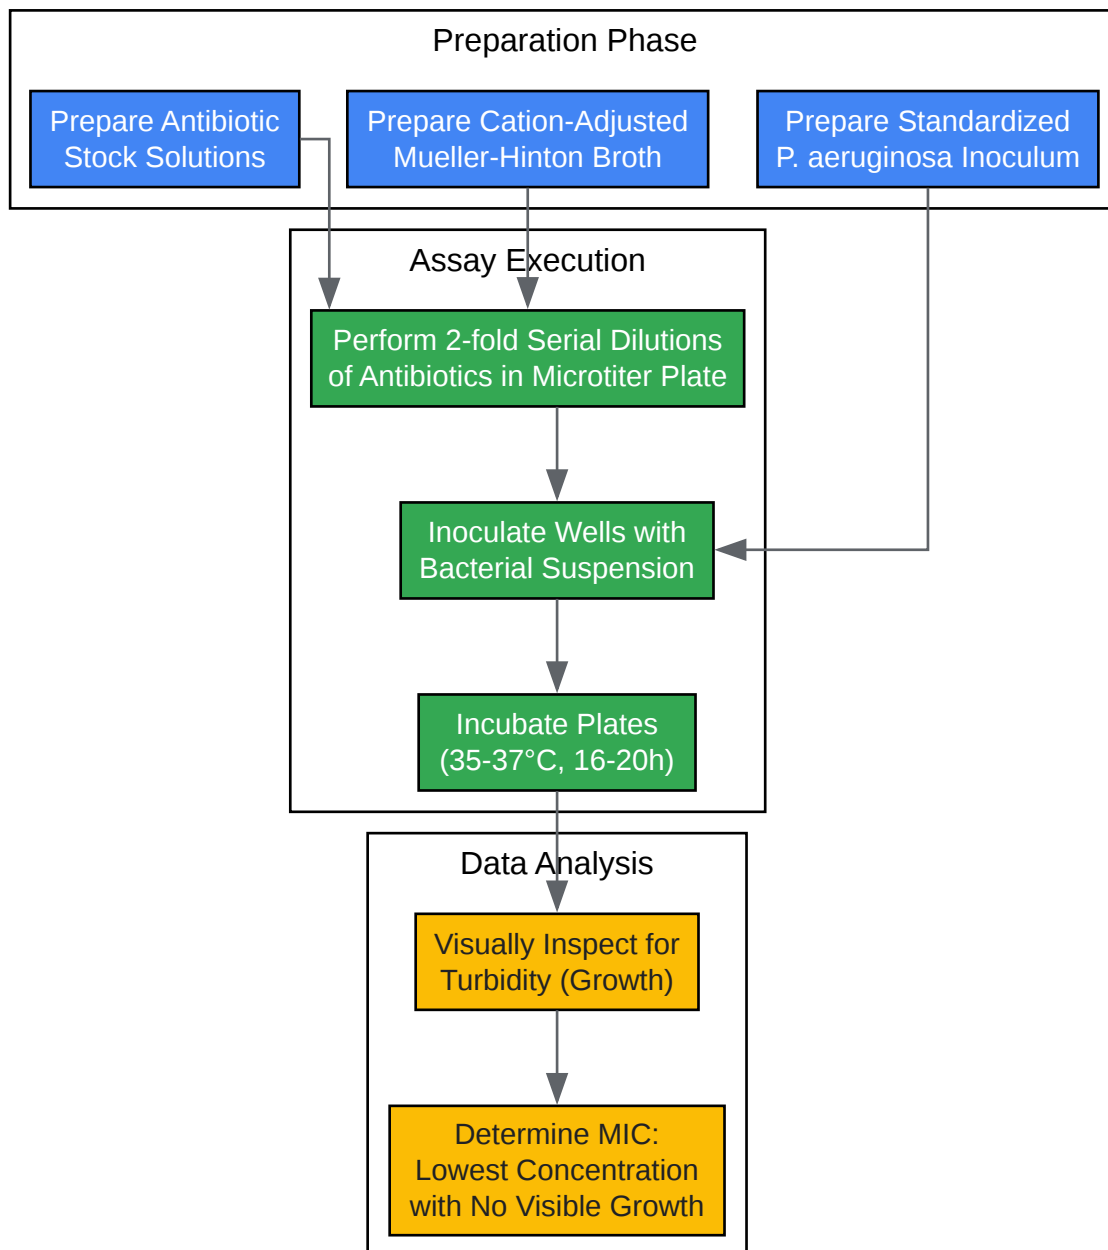 Preparation Phase
Prepare Antibiotic
Stock Solutions
Prepare Cation-Adjusted
Mueller-Hinton Broth
Prepare Standardized
P. aeruginosa Inoculum
Assay Execution
Perform 2-fold Serial Dilutions
of Antibiotics in Microtiter Plate
Inoculate Wells with
Bacterial Suspension
Incubate Plates
(35-37°C, 16-20h)
Data Analysis
Visually Inspect for
Turbidity (Growth)
Determine MIC:
Lowest Concentration
with No Visible Growth